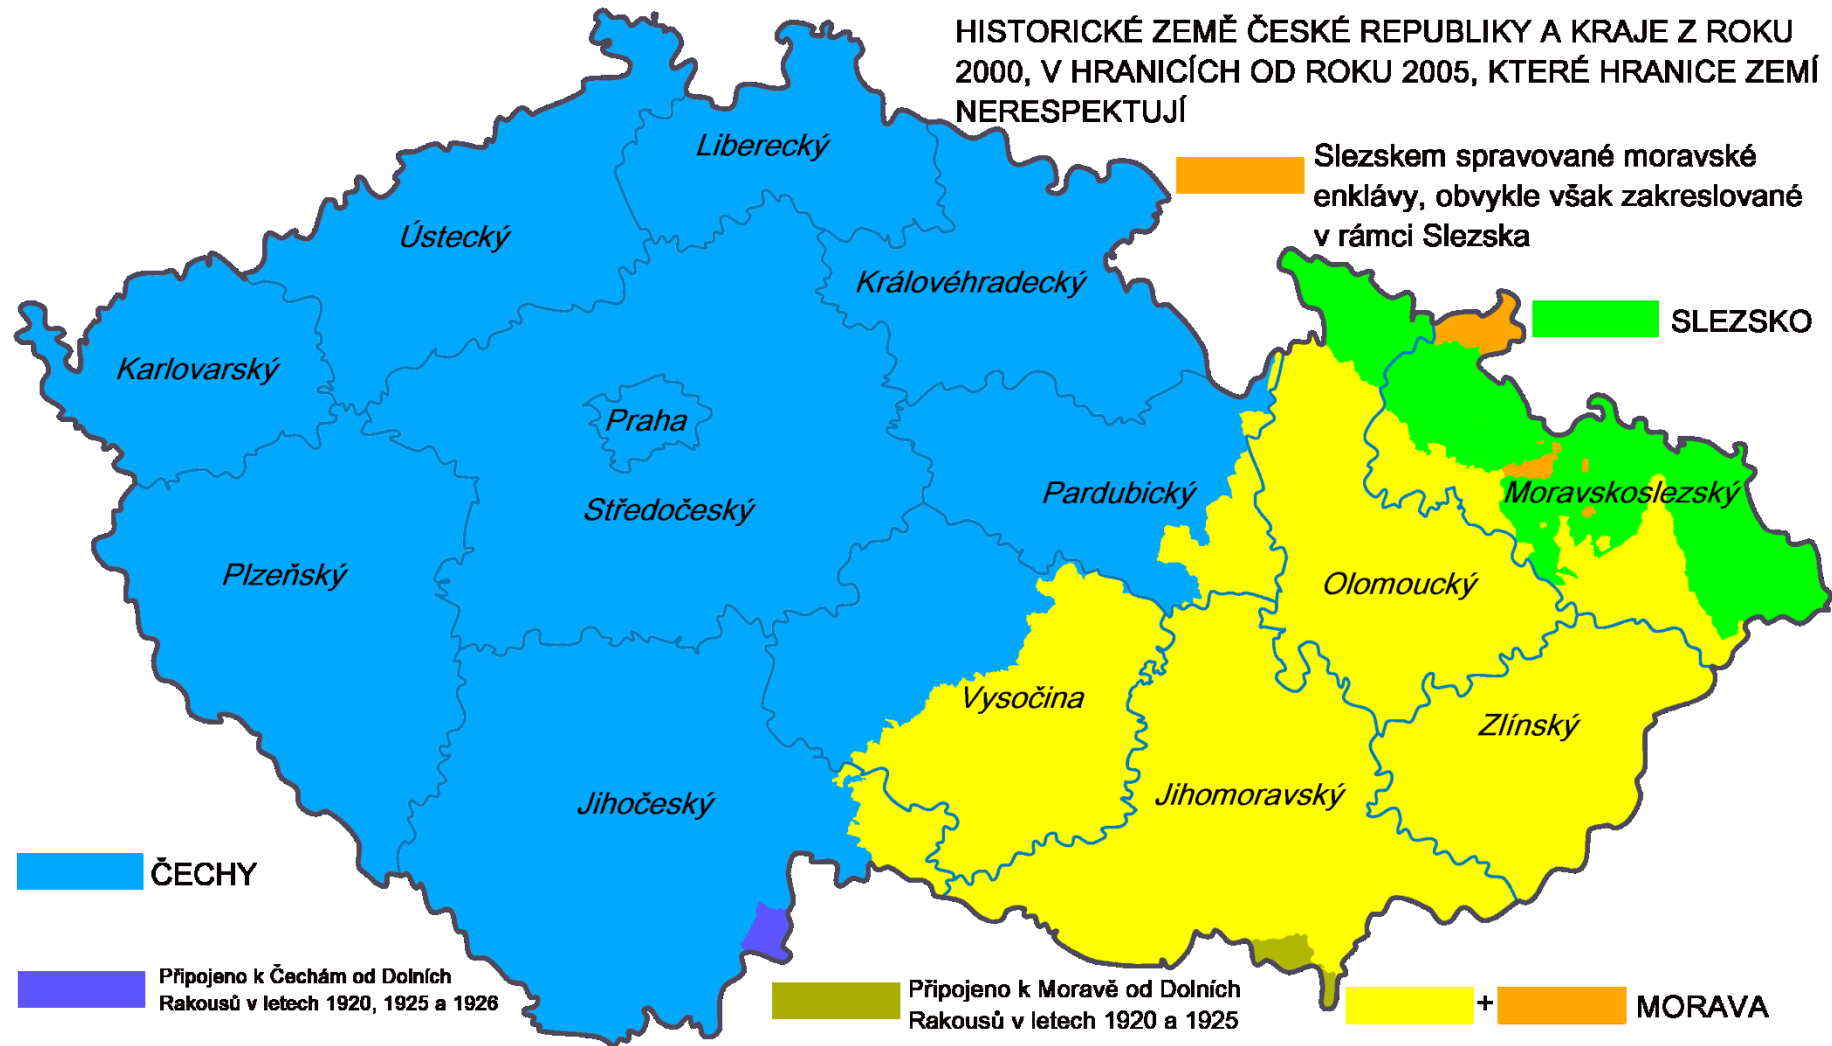 HISTORICKÉ ZEMĚ ČESKÉ REPUBLIKY A KRAJE Z ROKU
2000, V HRANICÍCH OD ROKU 2005, KTERÉ HRANICE ZEMÍ
NERESPEKTUJÍ
Slezskem spravované moravské
enklávy, obvykle však zakreslované
v rámci Slezska
SLEZSKO
Liberecký
Ústecký
Královéhradecký
Karlovarský
Praha
Středočeský
Pardubický
Moravskoslezský
Plzeňský
Olomoucký
Vysočina
Zlínský
Jihočeský
Jihomoravský
ČECHY
Připojeno k Čechám od Dolních
Rakousů v letech 1920, 1925 a 1926
Připojeno k Moravě od Dolních
Rakousů v letech 1920 a 1925
+
MORAVA